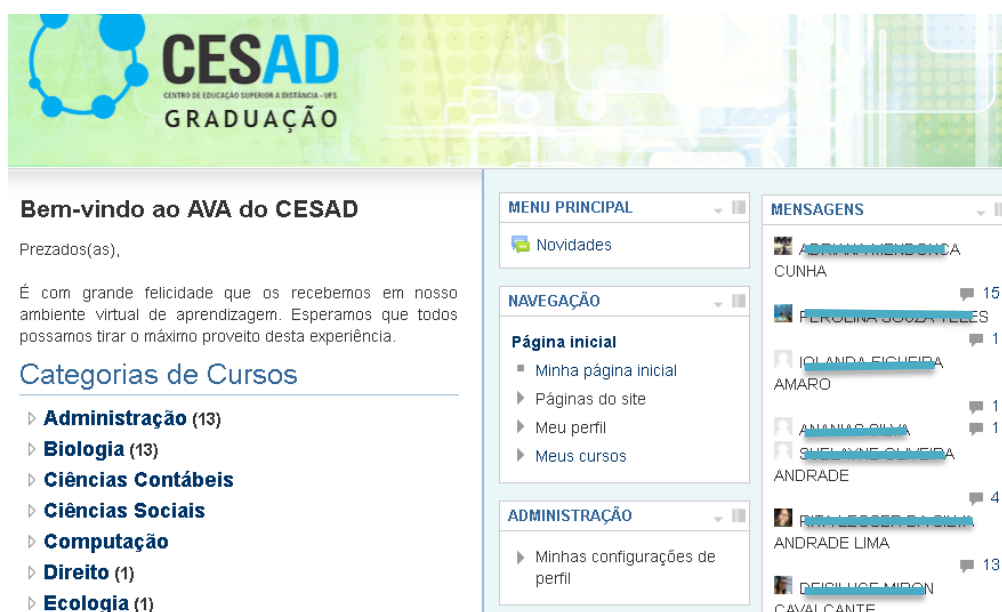 CESAD
CENTRO DE EDUCAÇÃO SUPERIOR A DISTÂNCIA - UFS
GRADUAÇÃO
Bem-vindo ao AVA do CESAD
Prezados(as),
É com grande felicidade que os recebemos em nosso
ambiente virtual de aprendizagem. Esperamos que todos
possamos tirar o máximo proveito desta experiência.
Categorias de Cursos
Administração (13)
Biologia (13)
Ciências Contábeis
Ciências Sociais
Computação
Direito (1)
Ecologia (1)
MENU PRINCIPAL
Novidades
NAVEGAÇÃO
Página inicial
Minha página inicial
Páginas do site
Meu perfil
Meus cursos
ADMINISTRAÇÃO
Minhas configurações de
perfil
MENSAGENS
CUNHA
15
1
AMARO
1
1
ANDRADE
4
ANDRADE LIMA
13
CAVALCANTE